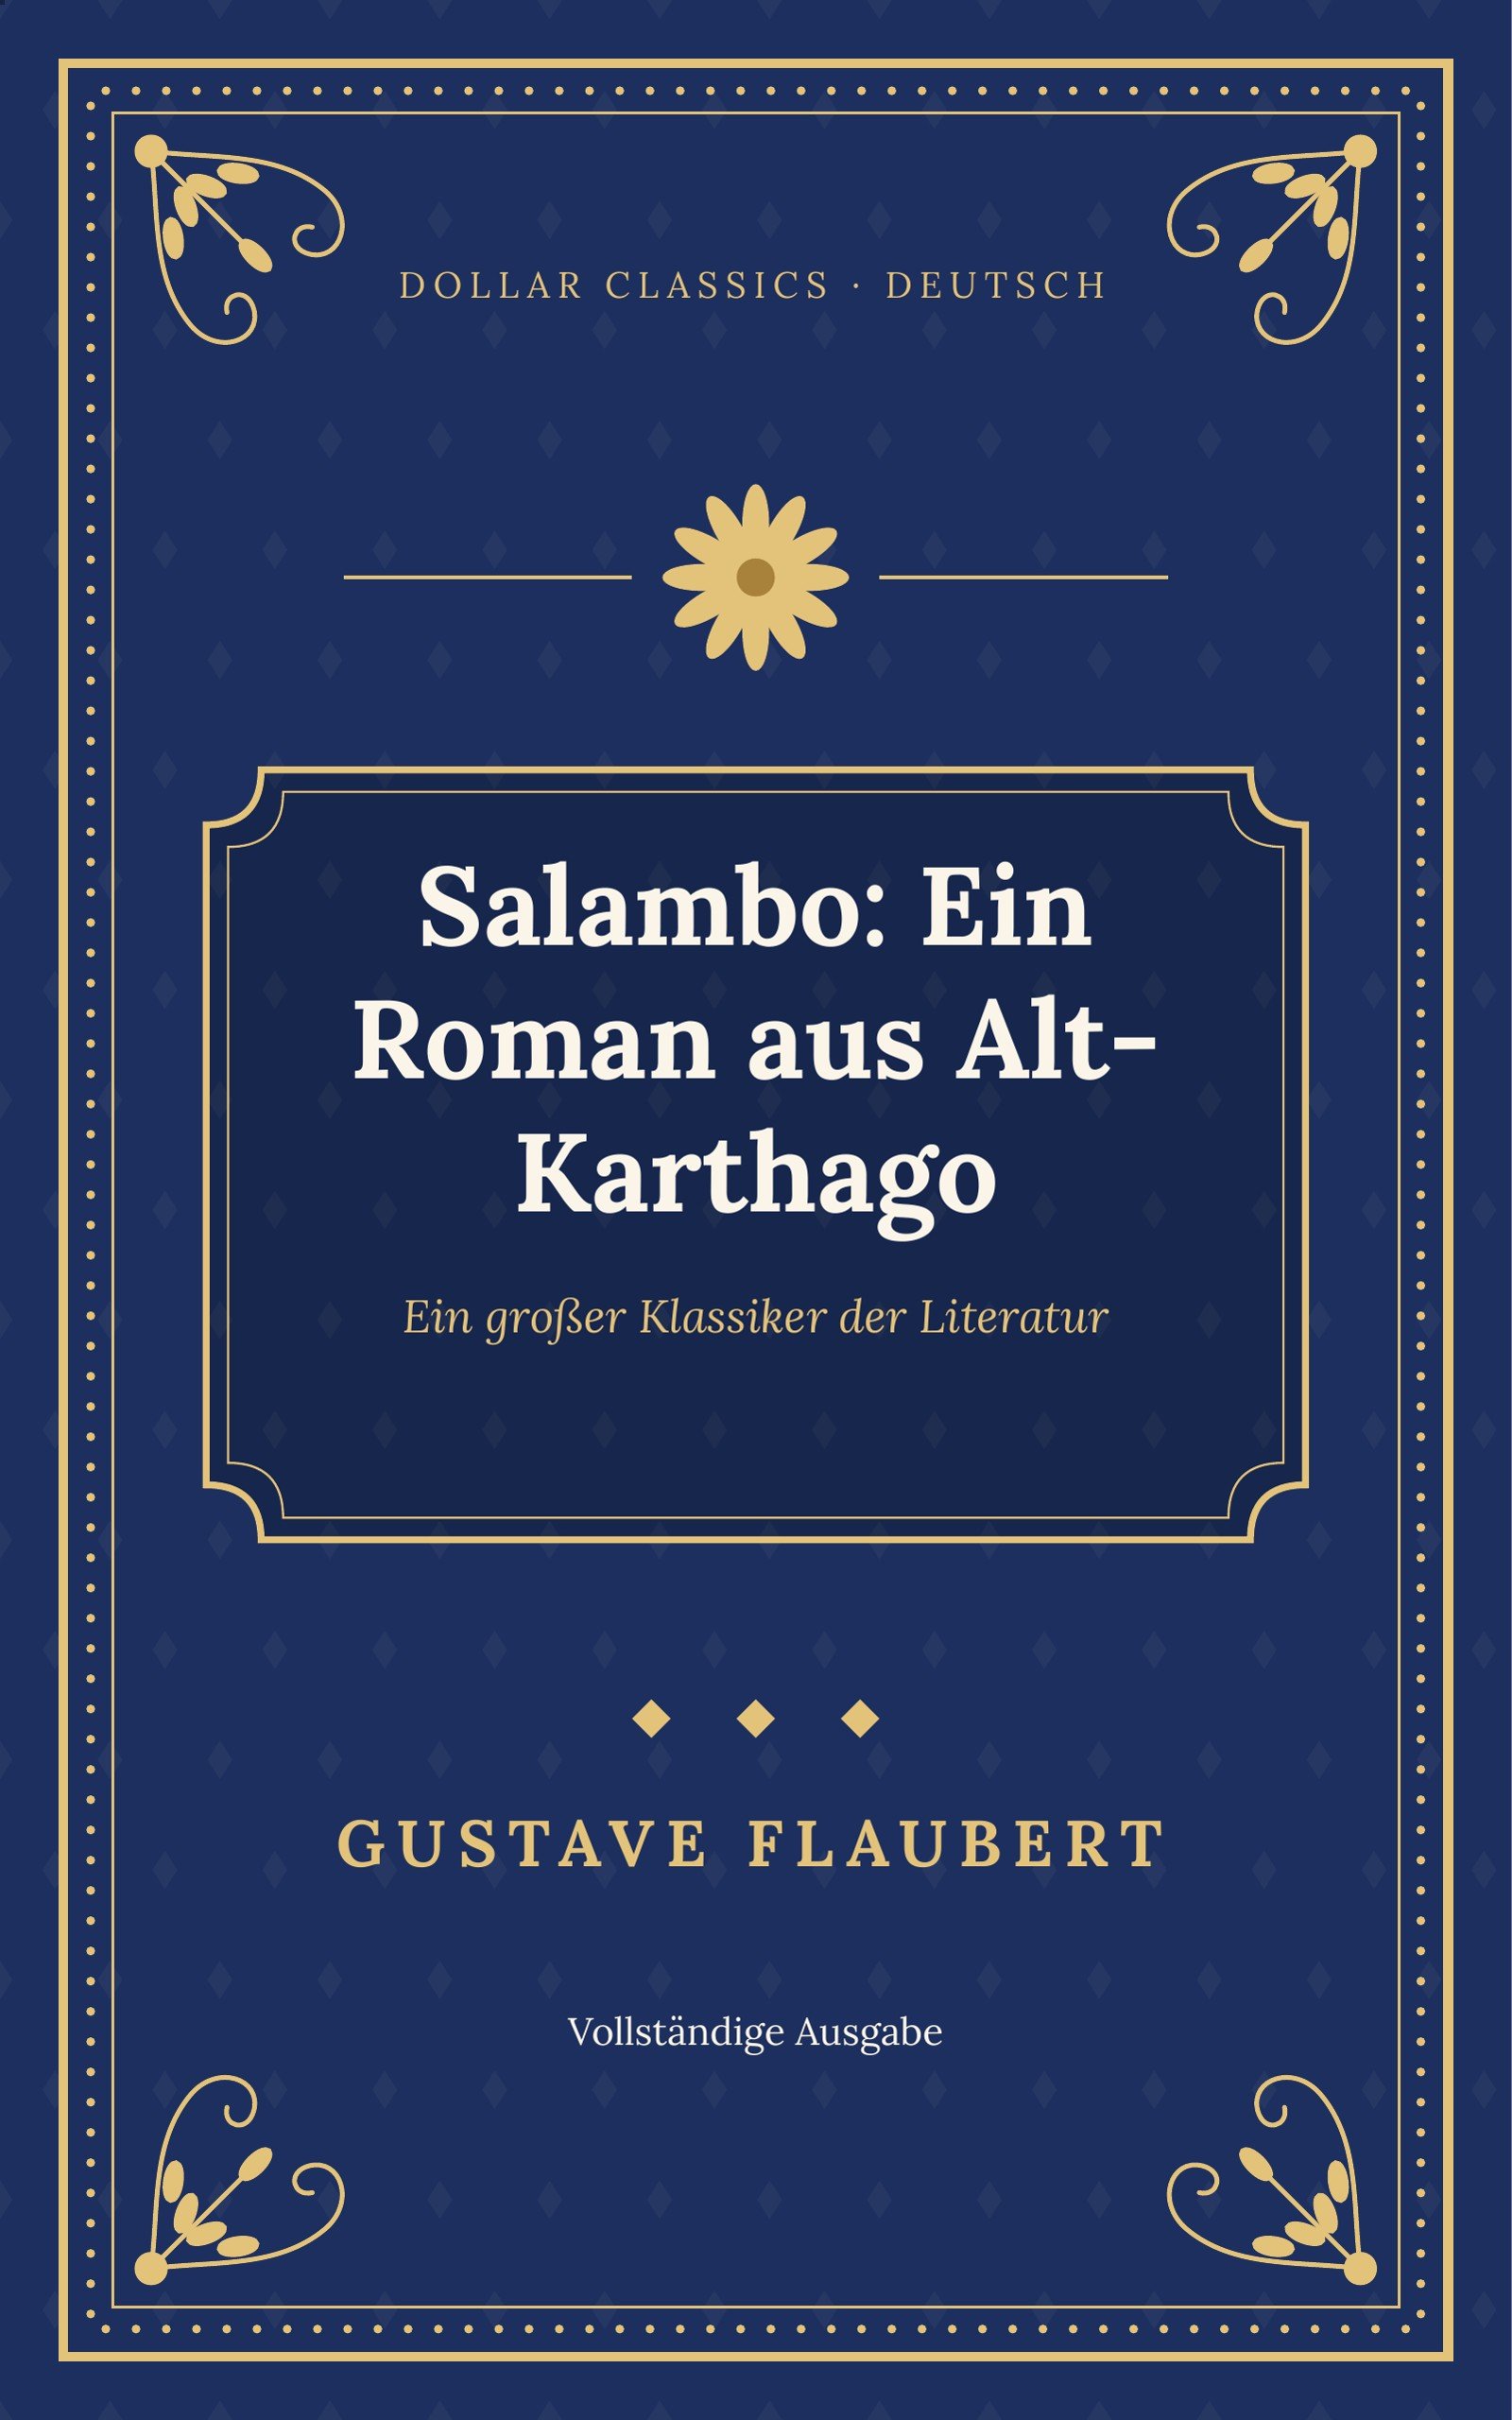 DOLLAR CLASSICS · DEUTSCH
Salambo: Ein
Roman aus Alt-
Karthago
Ein großer Klassiker der Literatur
GUSTAVE FLAUBERT
Vollständige Ausgabe